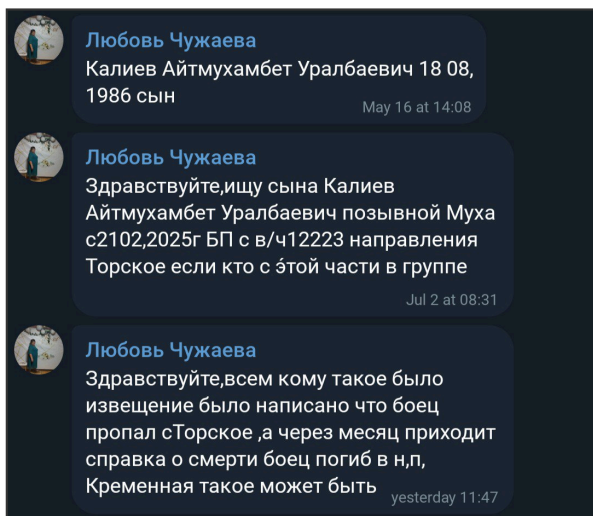 Любовь Чужаева
Калиев Айтмухамбет Уралбаевич 18 08,
1986 сын
May 16 at 14:08
Любовь Чужаева
Здравствуйте,ищу сына Калиев
Айтмухамбет Уралбаевич позывной Муха
с2102,2025г БП с в/ч12223 направления
Торское если кто с э́той части в группе
Jul 2 at 08:31
Любовь Чужаева
Здравствуйте,всем кому такое было
извещение было написано что боец
пропал сТорское ,а через месяц приходит
справка о смерти боец погиб в н,п,
Кременная такое может быть
yesterday 11:47